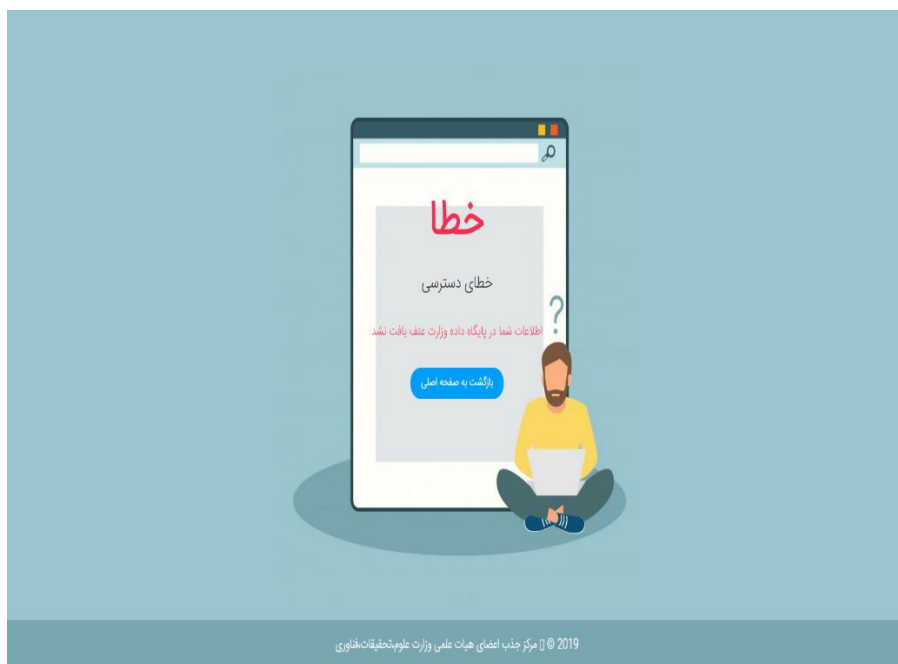 خطا
خطای دسترسی
?
اطلاعات شما در پایگاه داده وزارت عتف یافت نشد
بازگشت به صفحه اصلی
2019 © ▯ مرکز جذب اعضای هیات علمی وزارت علوم،تحقیقات،فناوری